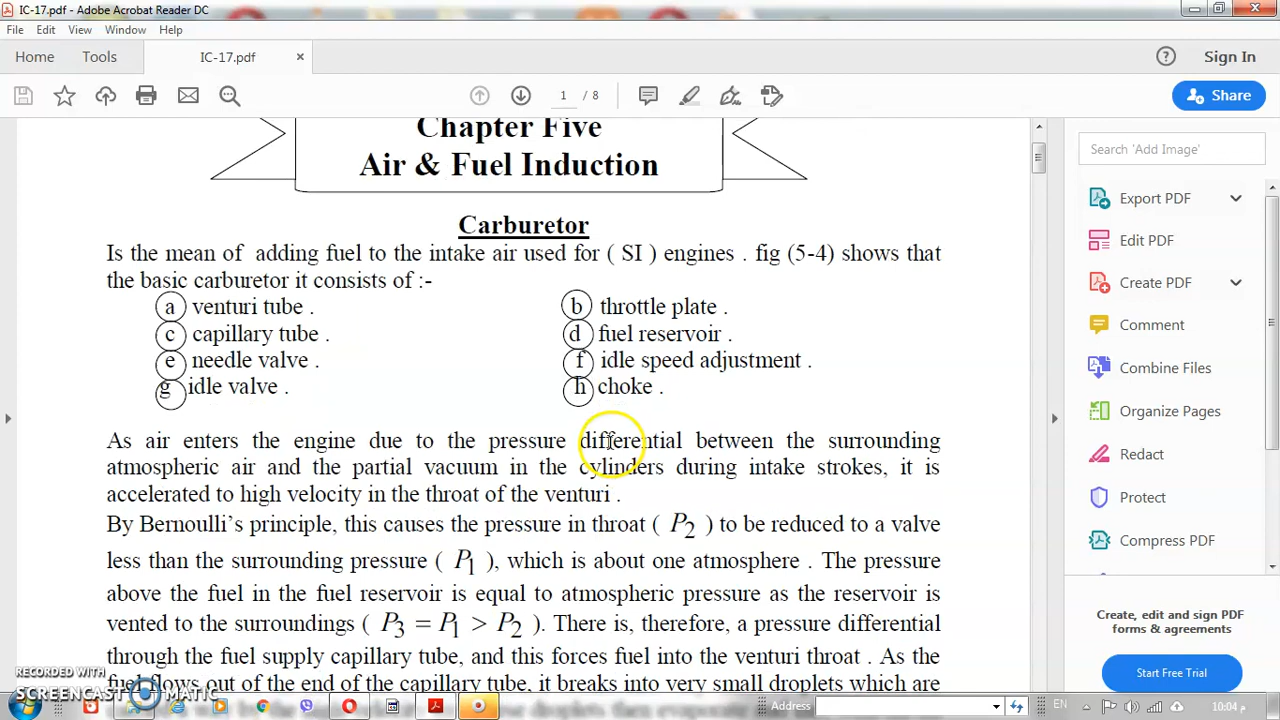 IC-17.pdf - Adobe Acrobat Reader DC
File Edit View Window Help
Home Tools IC-17.pdf × Sign In
1 / 8 Share
Chapter Five
Air & Fuel Induction
Carburetor
Is the mean of adding fuel to the intake air used for ( SI ) engines . fig (5-4) shows that
the basic carburetor it consists of :-
a venturi tube . b throttle plate .
c capillary tube . d fuel reservoir .
e needle valve . f idle speed adjustment .
g idle valve . h choke .
As air enters the engine due to the pressure differential between the surrounding
atmospheric air and the partial vacuum in the cylinders during intake strokes, it is
accelerated to high velocity in the throat of the venturi .
By Bernoulli's principle, this causes the pressure in throat ( P2 ) to be reduced to a valve
less than the surrounding pressure ( P1 ), which is about one atmosphere . The pressure
above the fuel in the fuel reservoir is equal to atmospheric pressure as the reservoir is
vented to the surroundings ( P3 = P1 > P2 ). There is, therefore, a pressure differential
through the fuel supply capillary tube, and this forces fuel into the venturi throat . As the
fuel flows out of the end of the capillary tube, it breaks into very small droplets which are
Search 'Add Image'
Export PDF
Edit PDF
Create PDF
Comment
Combine Files
Organize Pages
Redact
Protect
Compress PDF
Create, edit and sign PDF
forms & agreements
Start Free Trial
RECORDED WITH
SCREENCAST MATIC
Address EN 10:04 م